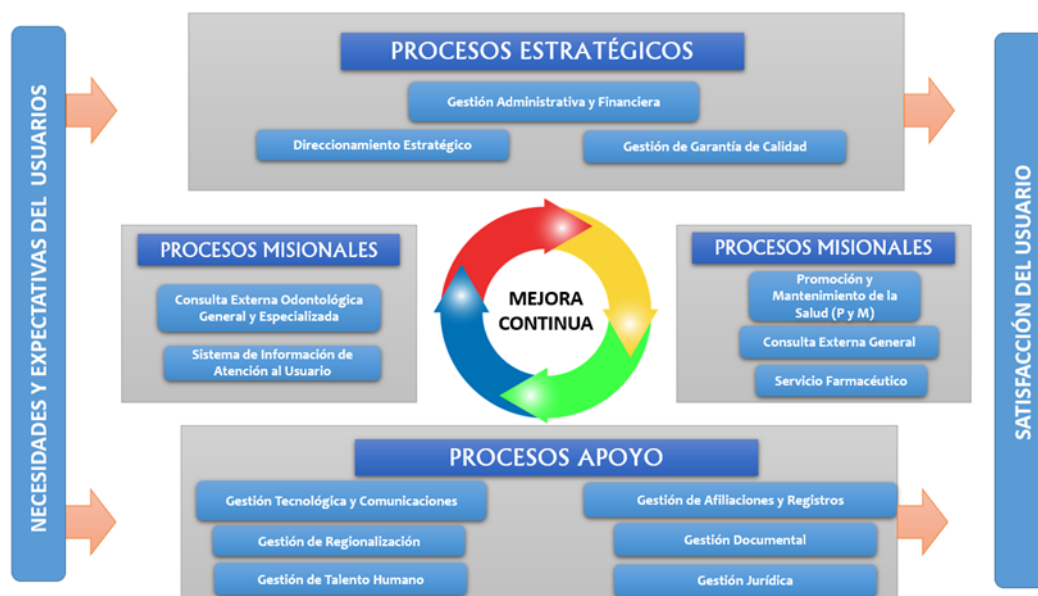 NECESIDADES Y EXPECTATIVAS DEL USUARIOS
PROCESOS ESTRATÉGICOS
Gestión Administrativa y Financiera
Direccionamiento Estratégico
Gestión de Garantía de Calidad
PROCESOS MISIONALES
Consulta Externa Odontológica
General y Especializada
Sistema de Información de
Atención al Usuario
MEJORA
CONTINUA
PROCESOS MISIONALES
Promoción y
Mantenimiento de la
Salud (P y M)
Consulta Externa General
Servicio Farmacéutico
PROCESOS APOYO
Gestión Tecnológica y Comunicaciones
Gestión de Afiliaciones y Registros
Gestión de Regionalización
Gestión Documental
Gestión de Talento Humano
Gestión Jurídica
SATISFACCIÓN DEL USUARIO